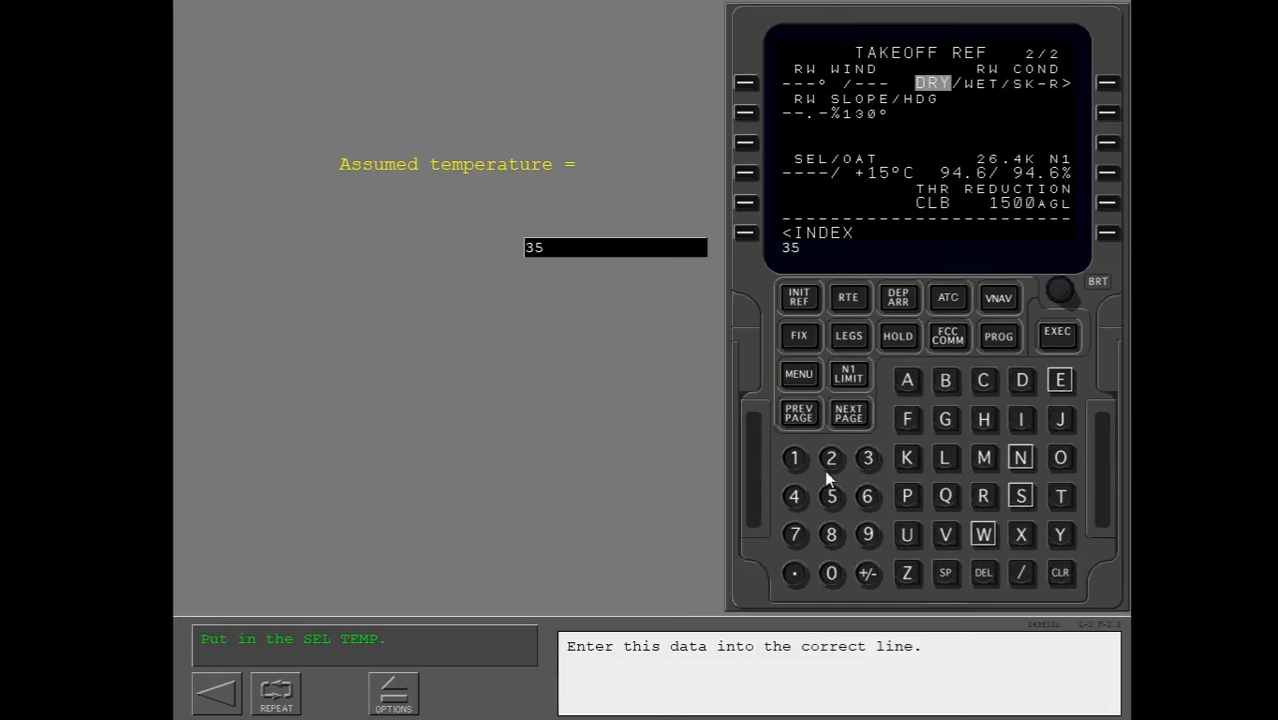 TAKEOFF REF 2/2
RW WIND RW COND
---° /--- DRY/WET/SK-R>
RW SLOPE/HDG
--.-%130°
SEL/OAT 26.4K N1
----/ +15°C 94.6/ 94.6%
THR REDUCTION
CLB 1500AGL
<INDEX
35
Assumed temperature =
35
BRT
INIT REF
RTE
DEP ARR
ATC
VNAV
FIX
LEGS
HOLD
FCC COMM
PROG
EXEC
MENU
N1 LIMIT
PREV PAGE
NEXT PAGE
A B C D E
F G H I J
1 2 3 K L M N O
4 5 6 P Q R S T
7 8 9 U V W X Y
. 0 +/- Z SP DEL / CLR
Put in the SEL TEMP.
Enter this data into the correct line.
REPEAT
OPTIONS